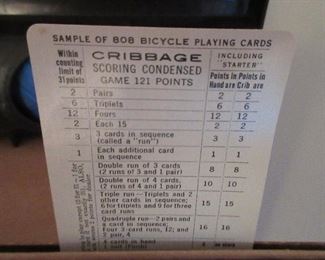 SAMPLE OF 808 BICYCLE PLAYING CARDS
Within counting limit of 31 points
CRIBBAGE
SCORING CONDENSED
GAME 121 POINTS
INCLUDING "STARTER"
Points in Hand are
Points in Crib are
2 Pairs 2 2
6 Triplets 6 6
12 Fours 12 12
2 Each 15 2 2
3 3 cards in sequence (called a "run") 3 3
1 Each additional card in sequence 1 1
Double run of 3 cards (2 runs of 3 and 1 pair) 8 8
Double run of 4 cards, (2 runs of 4 and 1 pair) 10 10
Triple run—Triplets and 2 other cards in sequence; 6 for triplets and 9 for three card runs 15 15
Quadruple run—2 pairs and a card in sequence; Four 3-card runs, 12; and 2 pair, 4 16 16
4 cards in hand